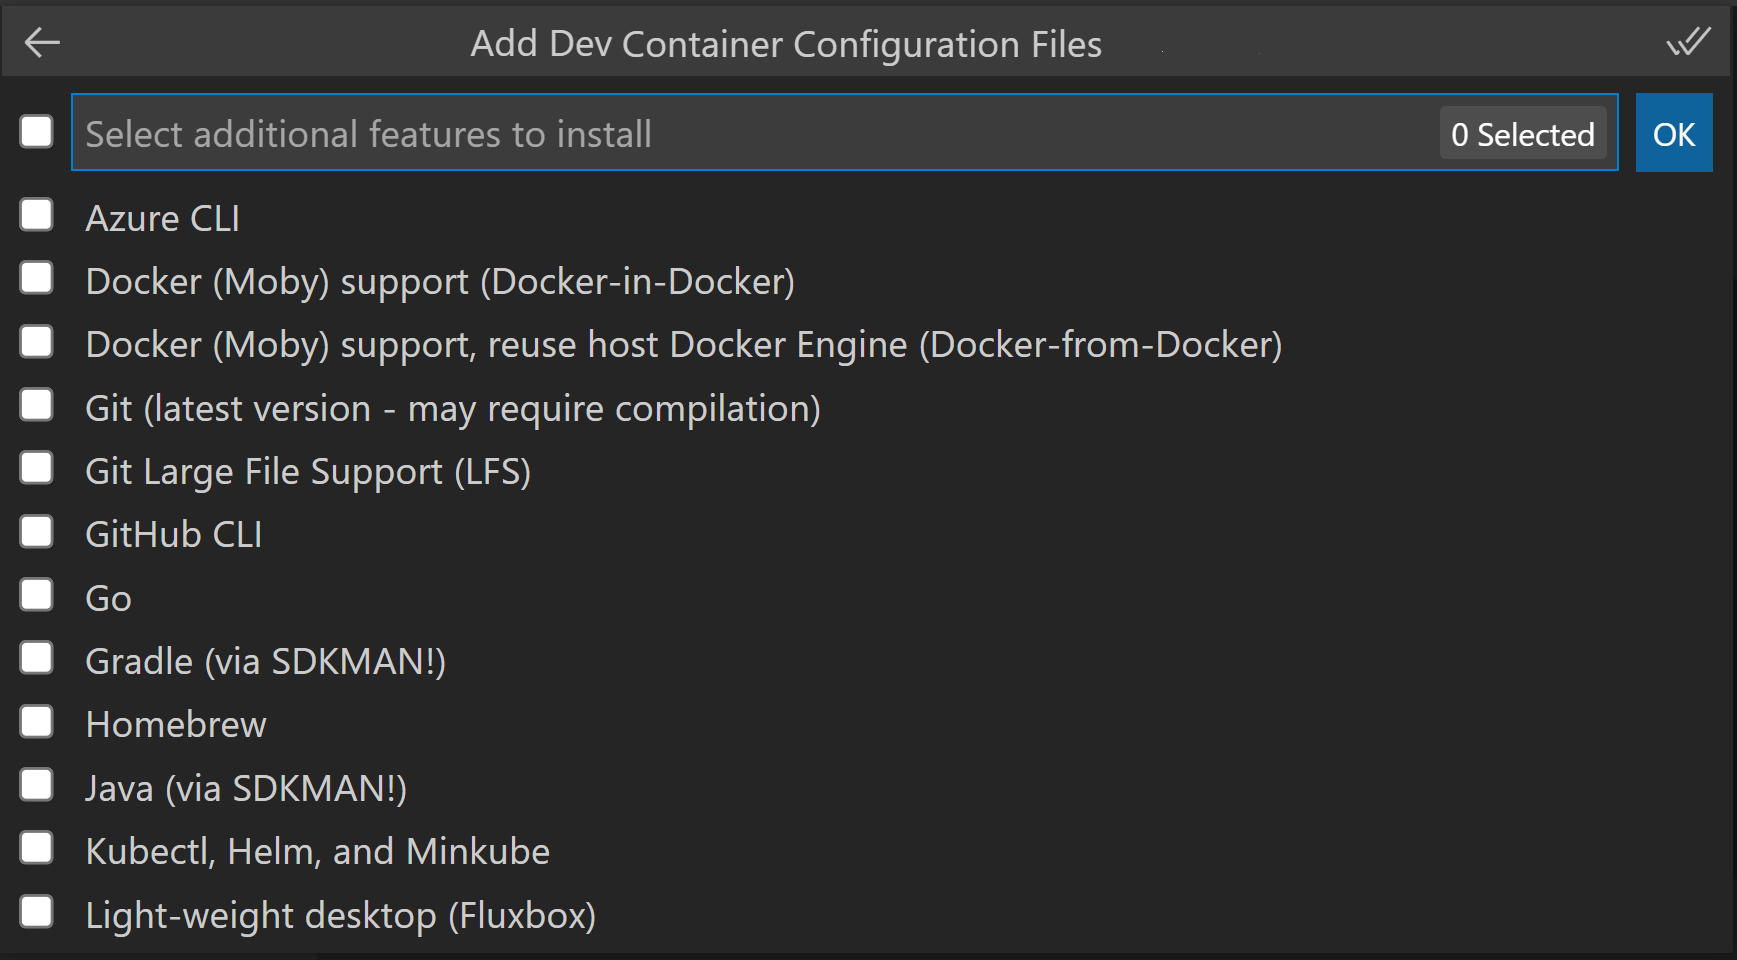 Add Dev Container Configuration Files
Select additional features to install
0 Selected
OK
Azure CLI
Docker (Moby) support (Docker-in-Docker)
Docker (Moby) support, reuse host Docker Engine (Docker-from-Docker)
Git (latest version - may require compilation)
Git Large File Support (LFS)
GitHub CLI
Go
Gradle (via SDKMAN!)
Homebrew
Java (via SDKMAN!)
Kubectl, Helm, and Minkube
Light-weight desktop (Fluxbox)